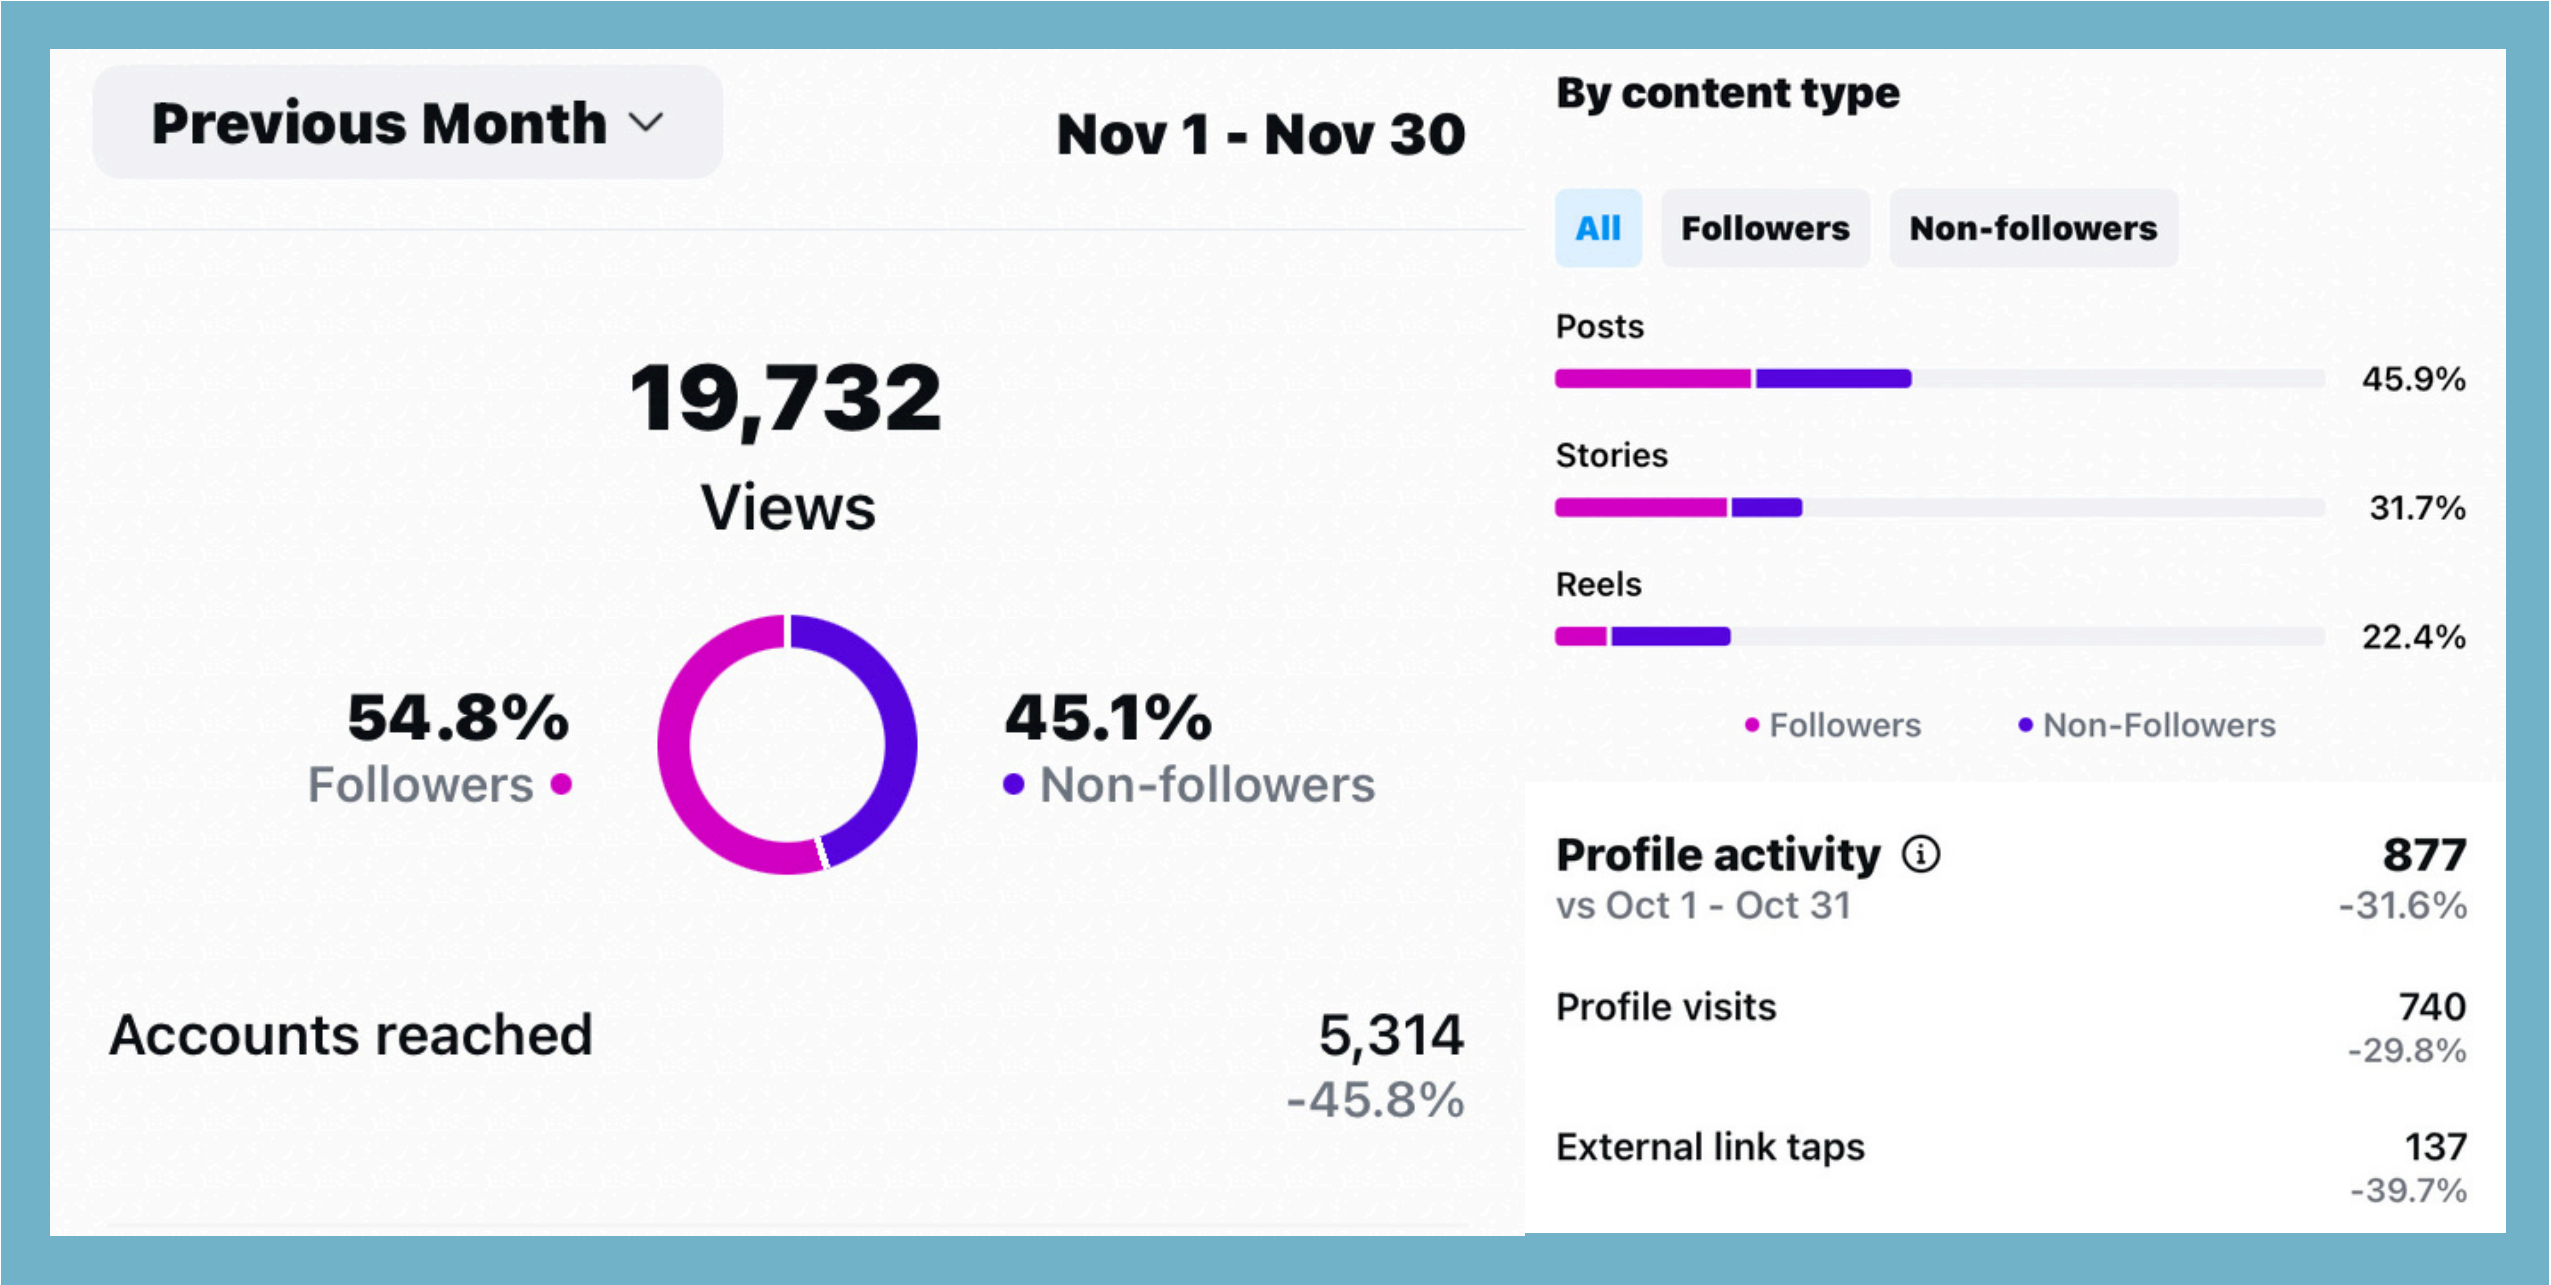 Previous Month
Nov 1 - Nov 30
19,732
Views
54.8%
Followers
45.1%
Non-followers
Accounts reached
5,314
-45.8%
By content type
All
Followers
Non-followers
Posts
45.9%
Stories
31.7%
Reels
22.4%
Followers
Non-Followers
Profile activity
877
vs Oct 1 - Oct 31
-31.6%
Profile visits
740
-29.8%
External link taps
137
-39.7%